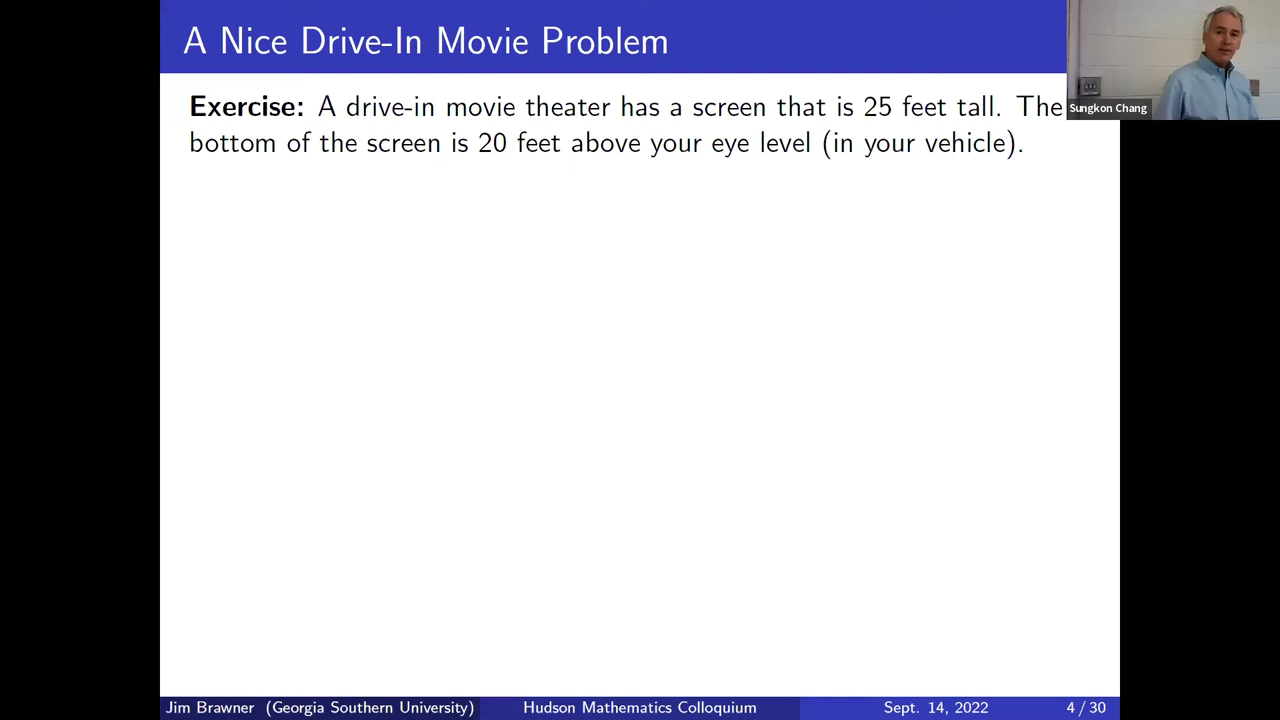 A Nice Drive-In Movie Problem
Sungkon Chang
Exercise: A drive-in movie theater has a screen that is 25 feet tall. The
bottom of the screen is 20 feet above your eye level (in your vehicle).
Jim Brawner (Georgia Southern University) Hudson Mathematics Colloquium Sept. 14, 2022 4 / 30